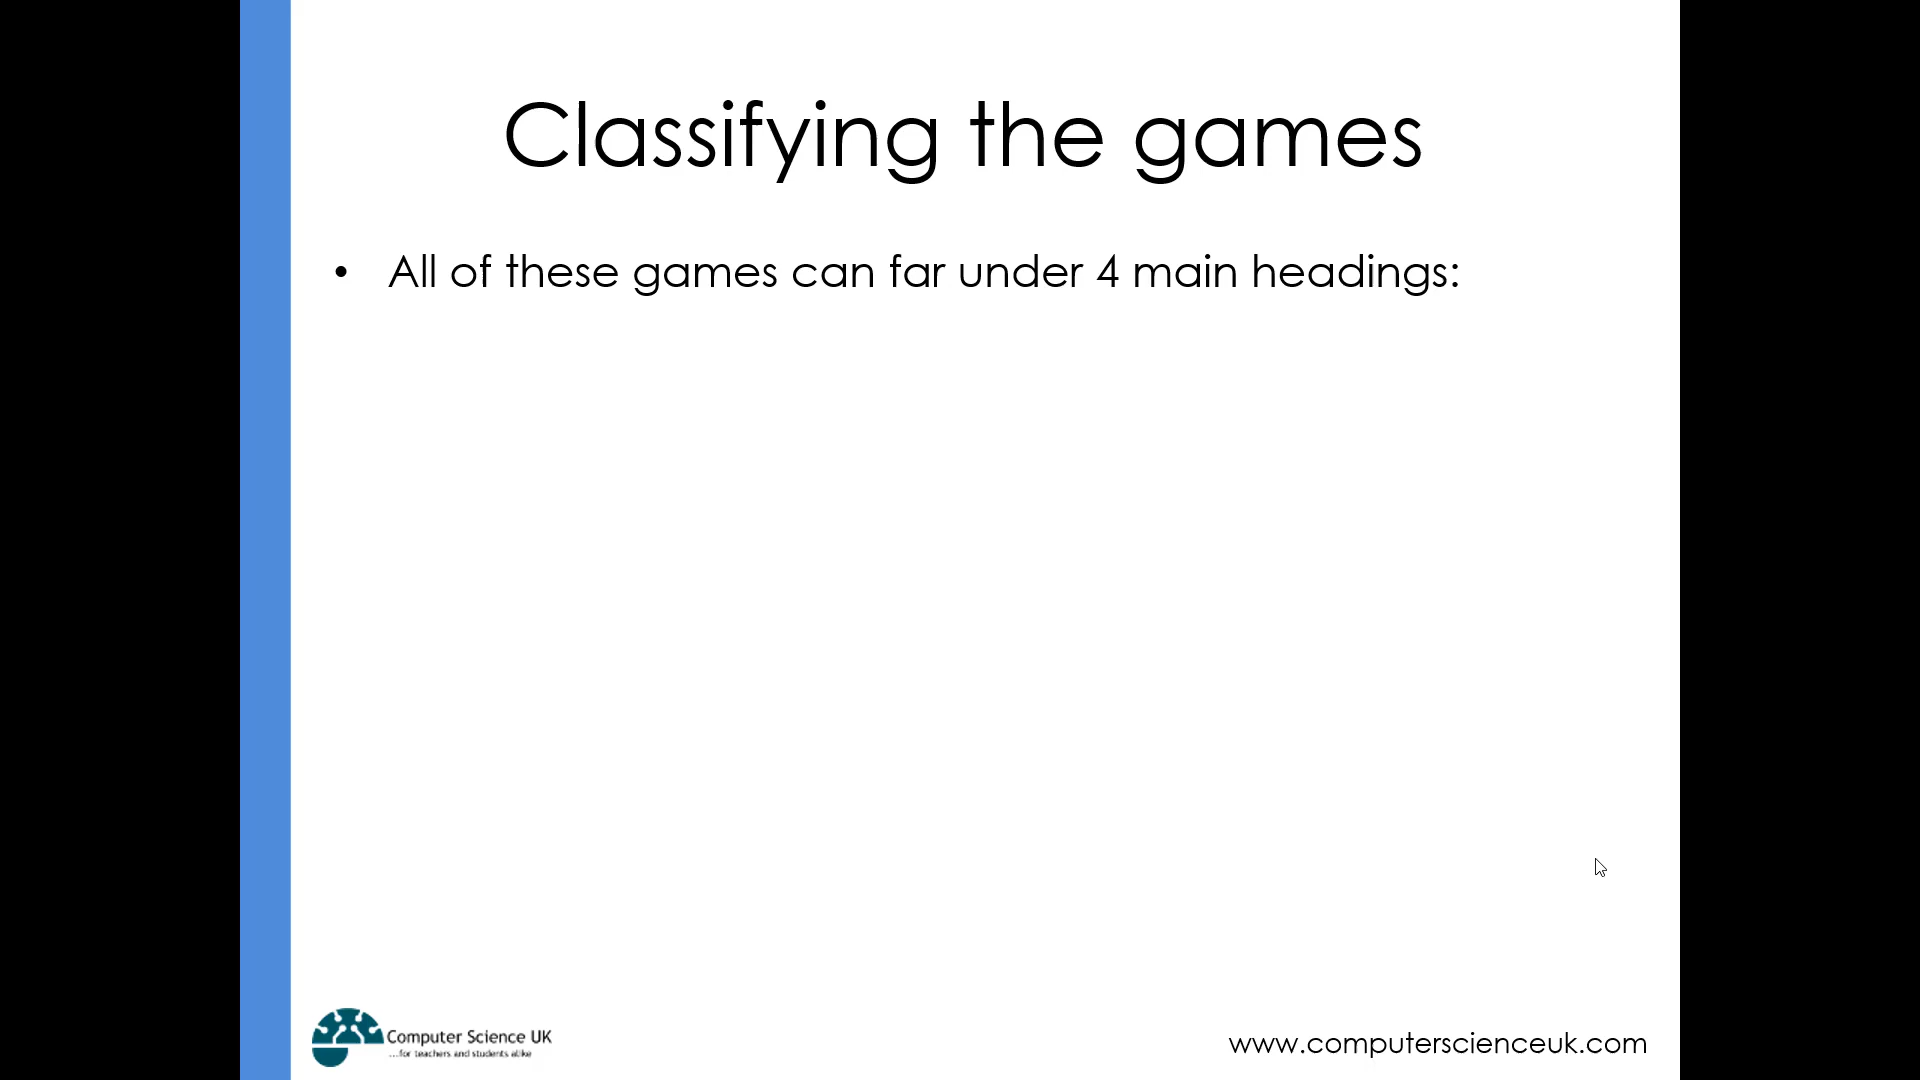 Classifying the games
• All of these games can far under 4 main headings:
Computer Science UK
...for teachers and students alike
www.computerscienceuk.com